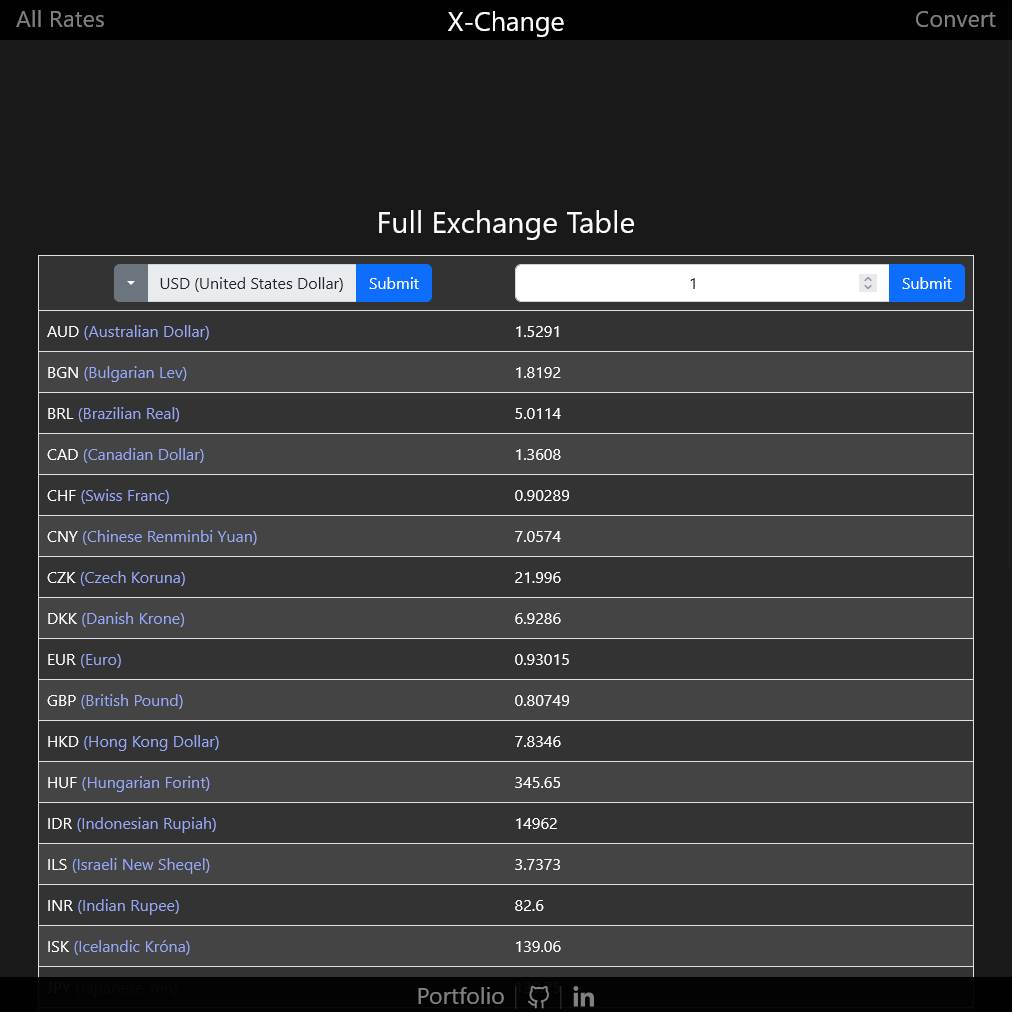 All Rates X-Change Convert
Full Exchange Table
USD (United States Dollar) Submit 1 Submit
AUD (Australian Dollar) 1.5291
BGN (Bulgarian Lev) 1.8192
BRL (Brazilian Real) 5.0114
CAD (Canadian Dollar) 1.3608
CHF (Swiss Franc) 0.90289
CNY (Chinese Renminbi Yuan) 7.0574
CZK (Czech Koruna) 21.996
DKK (Danish Krone) 6.9286
EUR (Euro) 0.93015
GBP (British Pound) 0.80749
HKD (Hong Kong Dollar) 7.8346
HUF (Hungarian Forint) 345.65
IDR (Indonesian Rupiah) 14962
ILS (Israeli New Sheqel) 3.7373
INR (Indian Rupee) 82.6
ISK (Icelandic Króna) 139.06
JPY (Japanese Yen)
Portfolio | | in